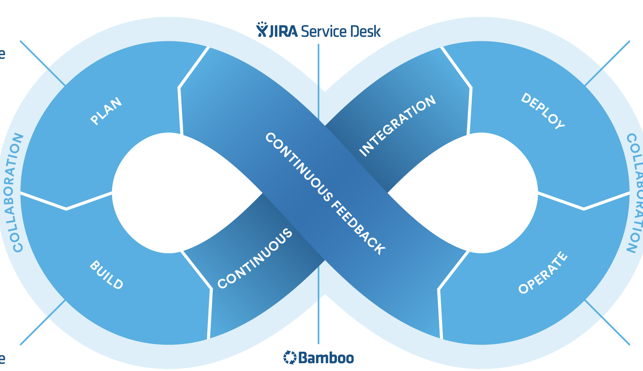 JIRA Service Desk
PLAN
COLLABORATION
BUILD
CONTINUOUS
INTEGRATION
CONTINUOUS FEEDBACK
DEPLOY
OPERATE
COLLABORATION
Bamboo